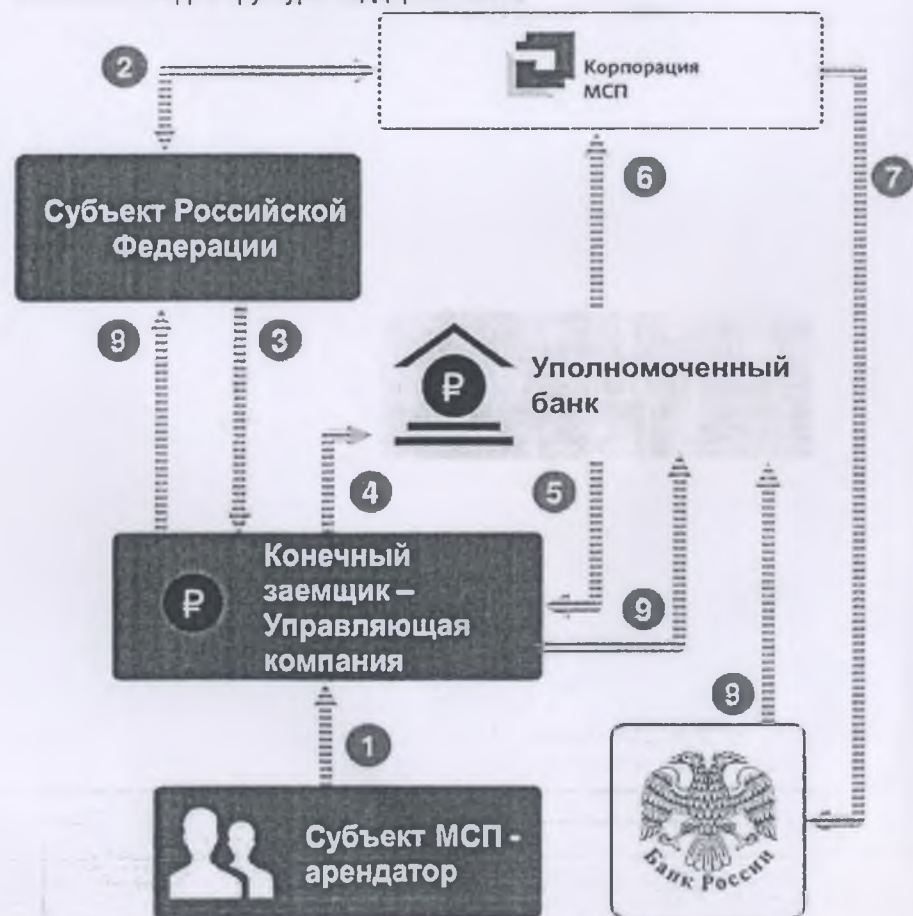 2
Корпорация
МСП
6
7
Субъект Российской
Федерации
9
3
₽
Уполномоченный
банк
4
5
₽
Конечный
заемщик –
Управляющая
компания
9
8
1
Субъект МСП -
арендатор
Банк России